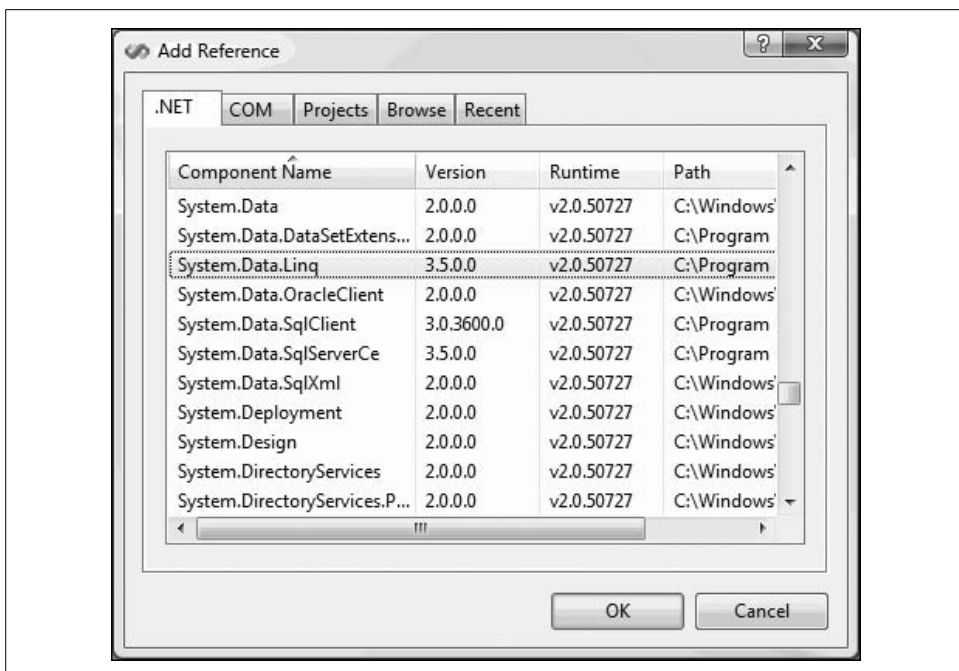 Add Reference
.NET COM Projects Browse Recent
Component Name Version Runtime Path
System.Data 2.0.0.0 v2.0.50727 C:\Windows\
System.Data.DataSetExtens... 2.0.0.0 v2.0.50727 C:\Program
System.Data.Linq 3.5.0.0 v2.0.50727 C:\Program
System.Data.OracleClient 2.0.0.0 v2.0.50727 C:\Windows\
System.Data.SqlClient 3.0.3600.0 v2.0.50727 C:\Program
System.Data.SqlServerCe 3.5.0.0 v2.0.50727 C:\Program
System.Data.SqlXml 2.0.0.0 v2.0.50727 C:\Windows\
System.Deployment 2.0.0.0 v2.0.50727 C:\Windows\
System.Design 2.0.0.0 v2.0.50727 C:\Windows\
System.DirectoryServices 2.0.0.0 v2.0.50727 C:\Windows\
System.DirectoryServices.P... 2.0.0.0 v2.0.50727 C:\Windows\
OK Cancel